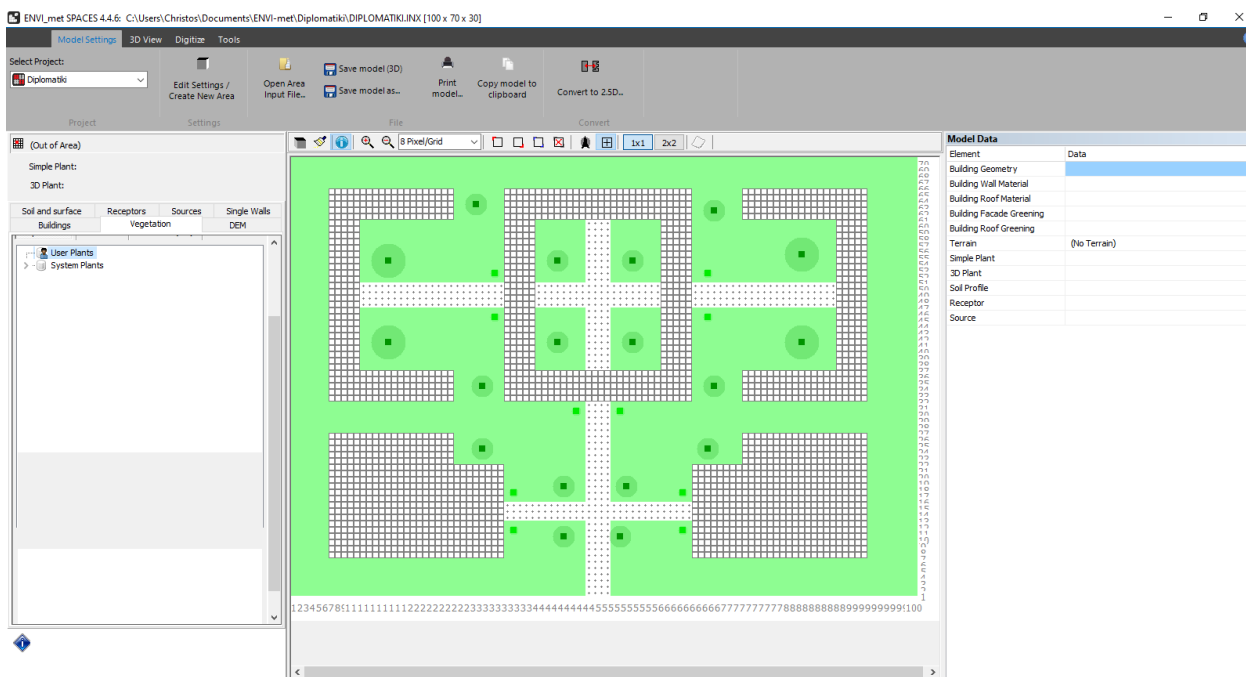 ENVI_met SPACES 4.4.6: C:\Users\Christos\Documents\ENVI-met\Diplomatiki\DIPLOMATIKI.INX [100 x 70 x 30]
Model Settings 3D View Digitize Tools
Select Project:
Diplomatiki
Edit Settings /
Create New Area
Open Area
Input File...
Save model (3D)
Save model as...
Print
model...
Copy model to
clipboard
Convert to 2.5D...
Project Settings File Convert
(Out of Area)
Simple Plant:
3D Plant:
Soil and surface Receptors Sources Single Walls
Buildings Vegetation DEM
User Plants
System Plants
8 Pixel/Grid
1x1 2x2
Model Data
Element Data
Building Geometry
Building Wall Material
Building Roof Material
Building Facade Greening
Building Roof Greening
Terrain (No Terrain)
Simple Plant
3D Plant
Soil Profile
Receptor
Source